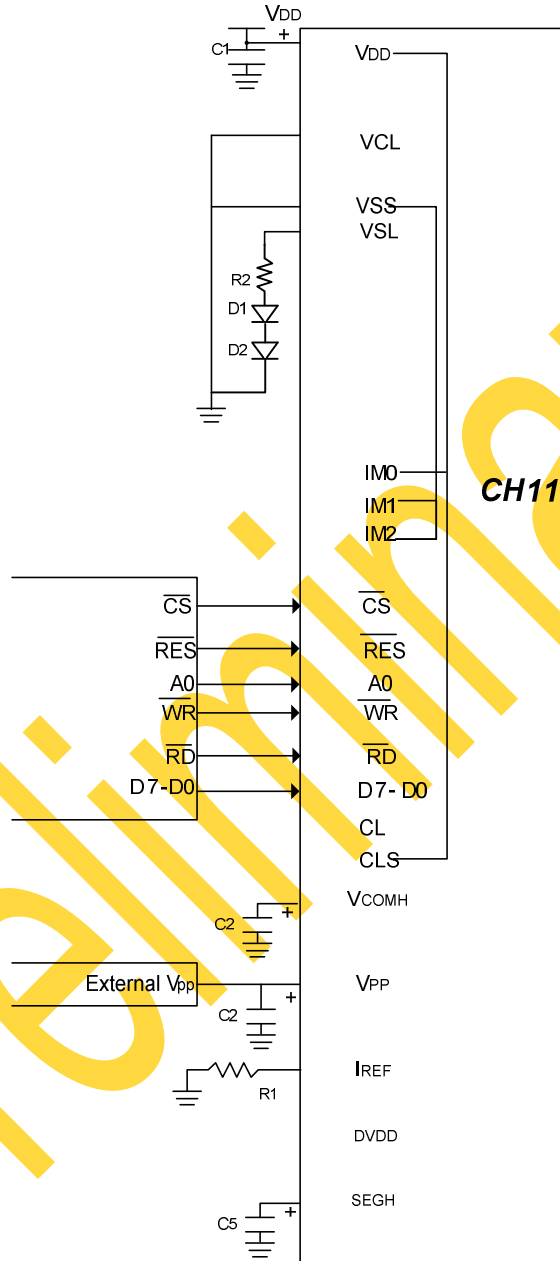 VDD
+
C1
VDD
VCL
VSS
VSL
R2
D1
D2
IM0
IM1
IM2
CH11
CS CS
RES RES
A0 A0
WR WR
RD RD
D7-D0 D7-D0
CL
CLS
VCOMH
+
C2
External Vpp VPP
+
C2
IREF
R1
DVDD
SEGH
+
C5